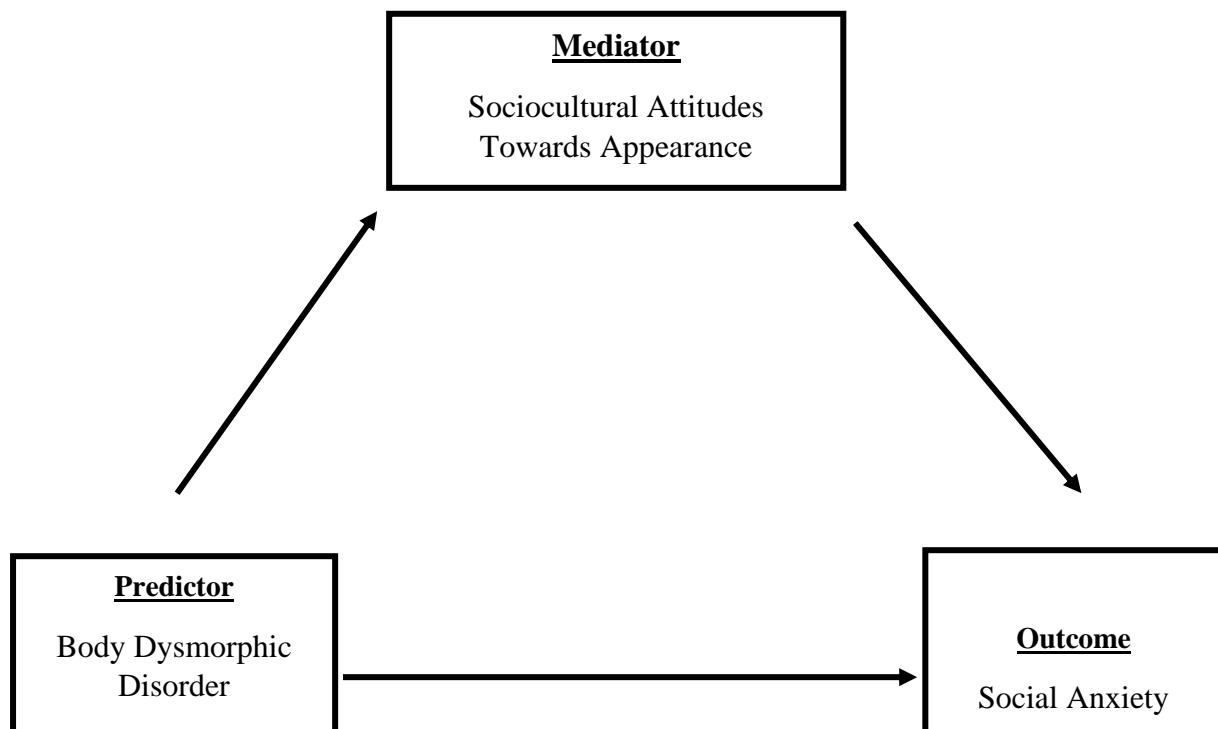 Mediator
Sociocultural Attitudes
Towards Appearance
Predictor
Body Dysmorphic
Disorder
Outcome
Social Anxiety